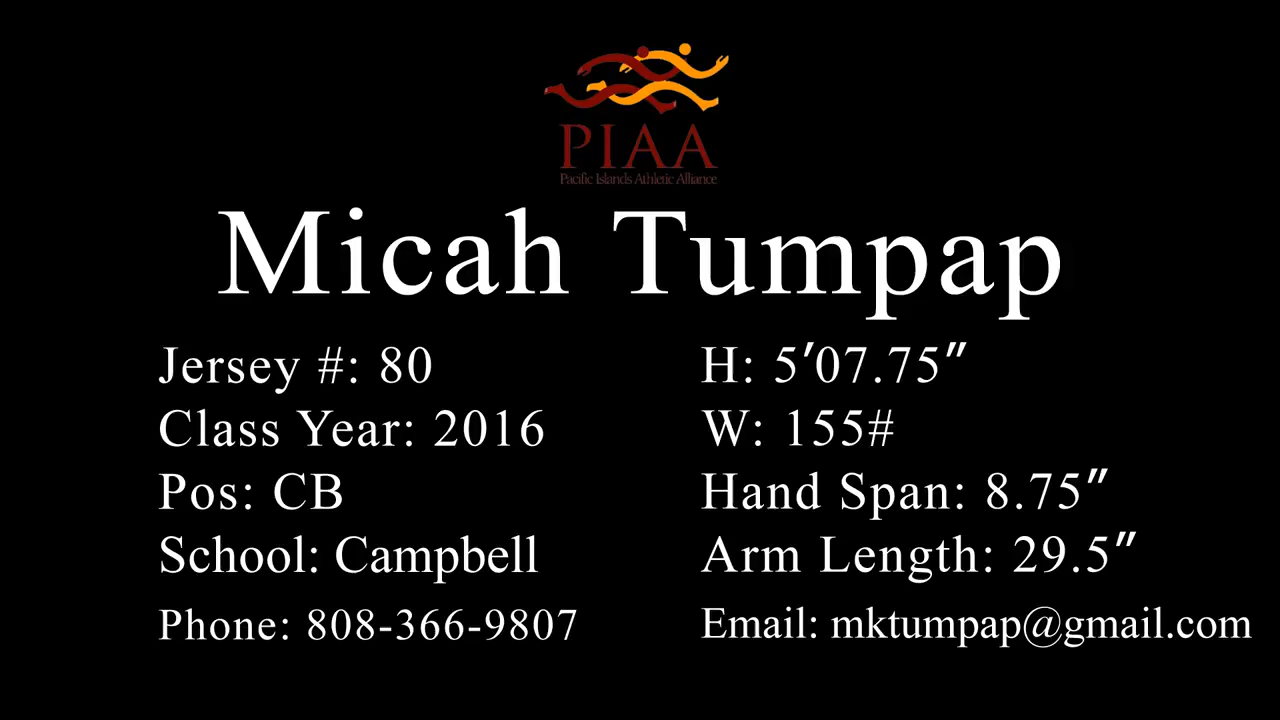 PIAA
Pacific Islands Athletic Alliance
Micah Tumpap
Jersey #: 80
Class Year: 2016
Pos: CB
School: Campbell
Phone: 808-366-9807
H: 5′07.75″
W: 155#
Hand Span: 8.75″
Arm Length: 29.5″
Email: mktumpap@gmail.com